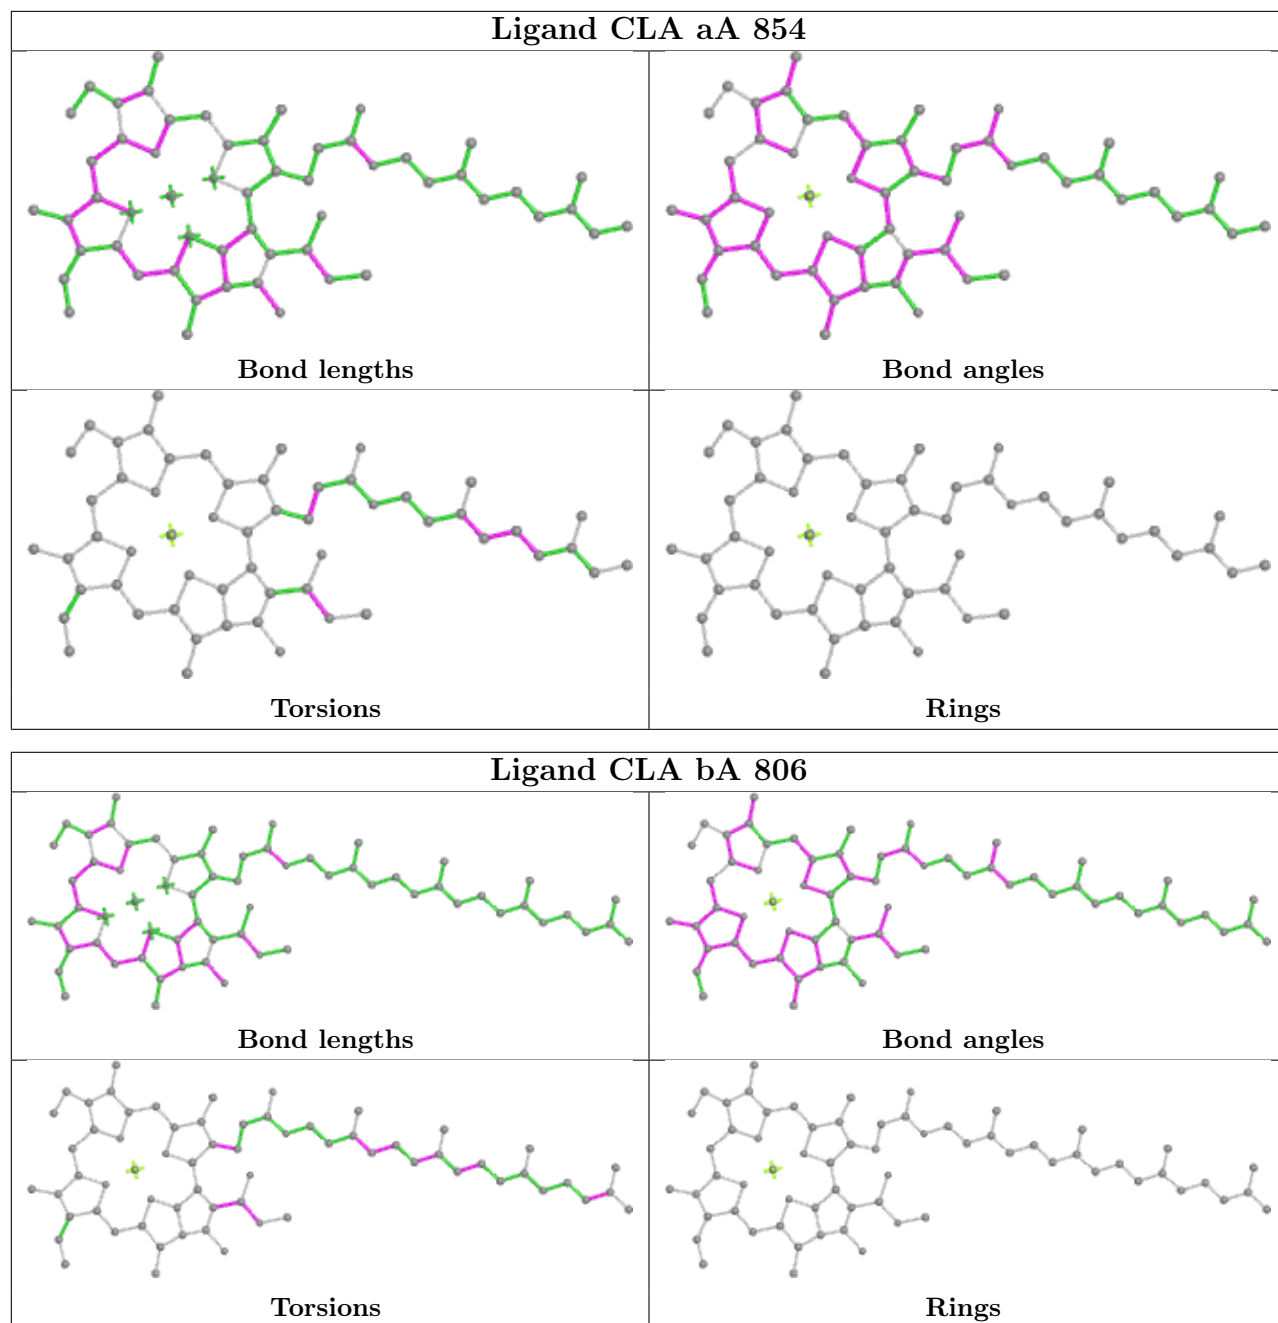 Ligand CLA aA 854
Bond lengths
Bond angles
Torsions
Rings
Ligand CLA bA 806
Bond lengths
Bond angles
Torsions
Rings